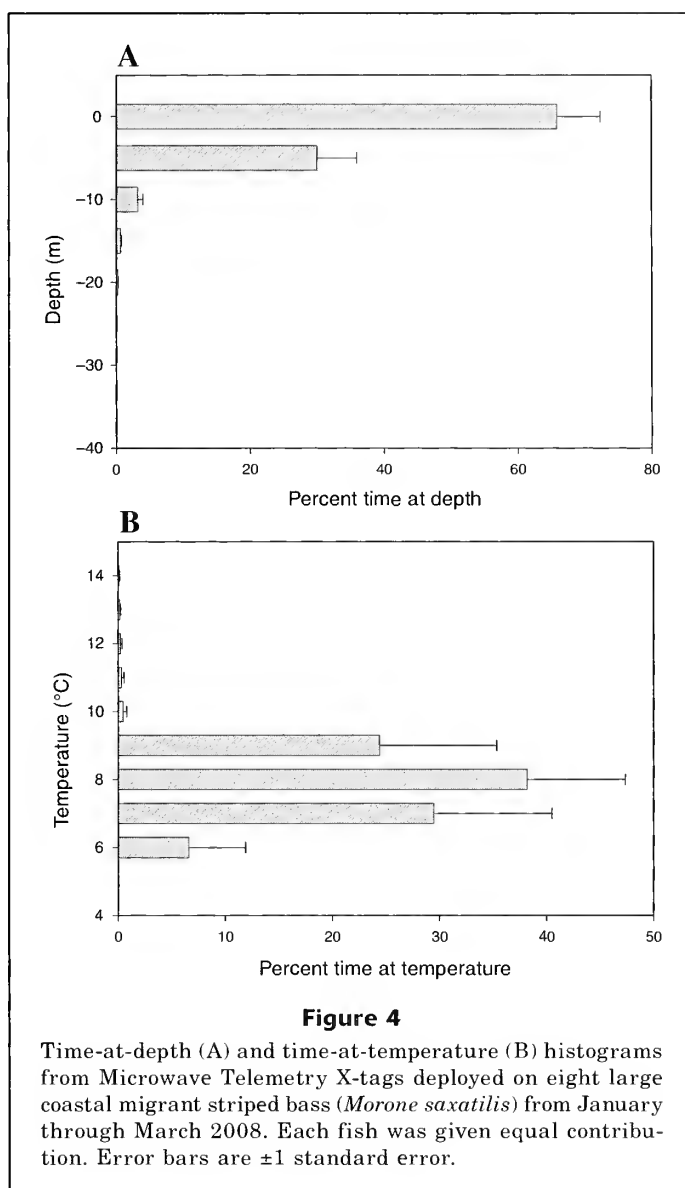 A
0
-10
-20
-30
-40
Depth (m)
0 20 40 60 80
Percent time at depth
B
14
12
10
8
6
4
Temperature (°C)
0 10 20 30 40 50
Percent time at temperature
Figure 4
Time-at-depth (A) and time-at-temperature (B) histograms
from Microwave Telemetry X-tags deployed on eight large
coastal migrant striped bass (Morone saxatilis) from January
through March 2008. Each fish was given equal contribu-
tion. Error bars are ±1 standard error.